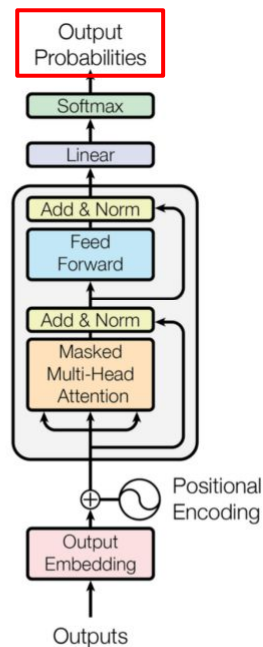 Output
Probabilities
Softmax
Linear
Add & Norm
Feed
Forward
Add & Norm
Masked
Multi-Head
Attention
Positional
Encoding
Output
Embedding
Outputs